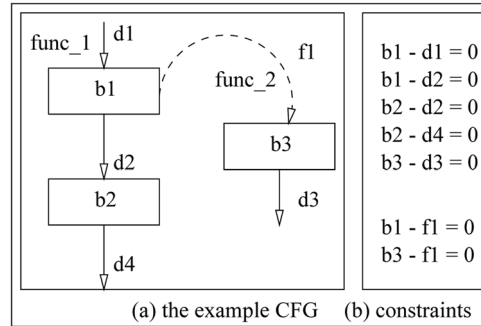 func_1
d1
f1
func_2
b1
b3
d2
d3
b2
d4
(a) the example CFG
b1 - d1 = 0
b1 - d2 = 0
b2 - d2 = 0
b2 - d4 = 0
b3 - d3 = 0
b1 - f1 = 0
b3 - f1 = 0
(b) constraints